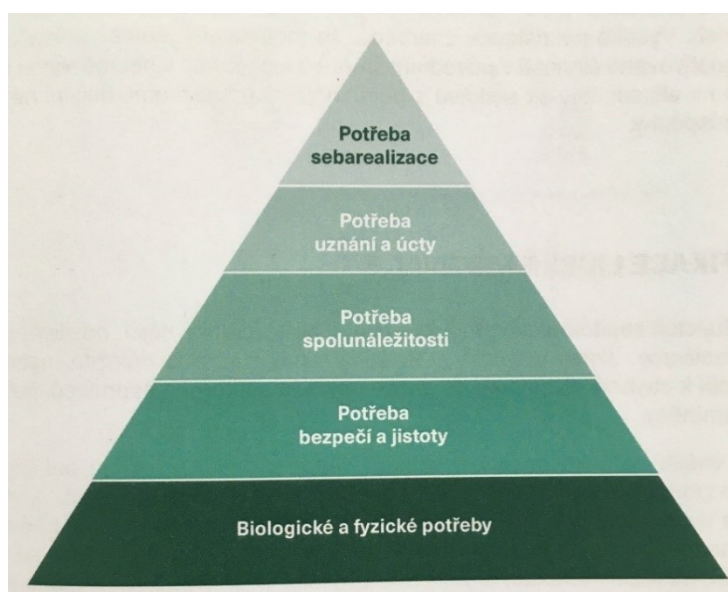 Potřeba
sebarealizace
Potřeba
uznání a úcty
Potřeba
spolunáležitosti
Potřeba
bezpečí a jistoty
Biologické a fyzické potřeby